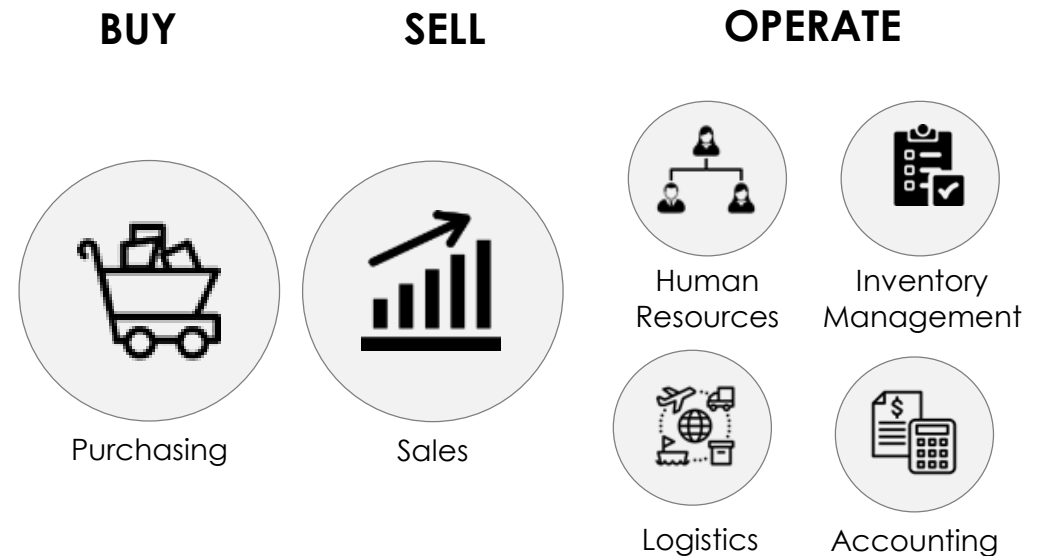 BUY
SELL
OPERATE
Purchasing
Sales
Human
Resources
Inventory
Management
$
Logistics
Accounting